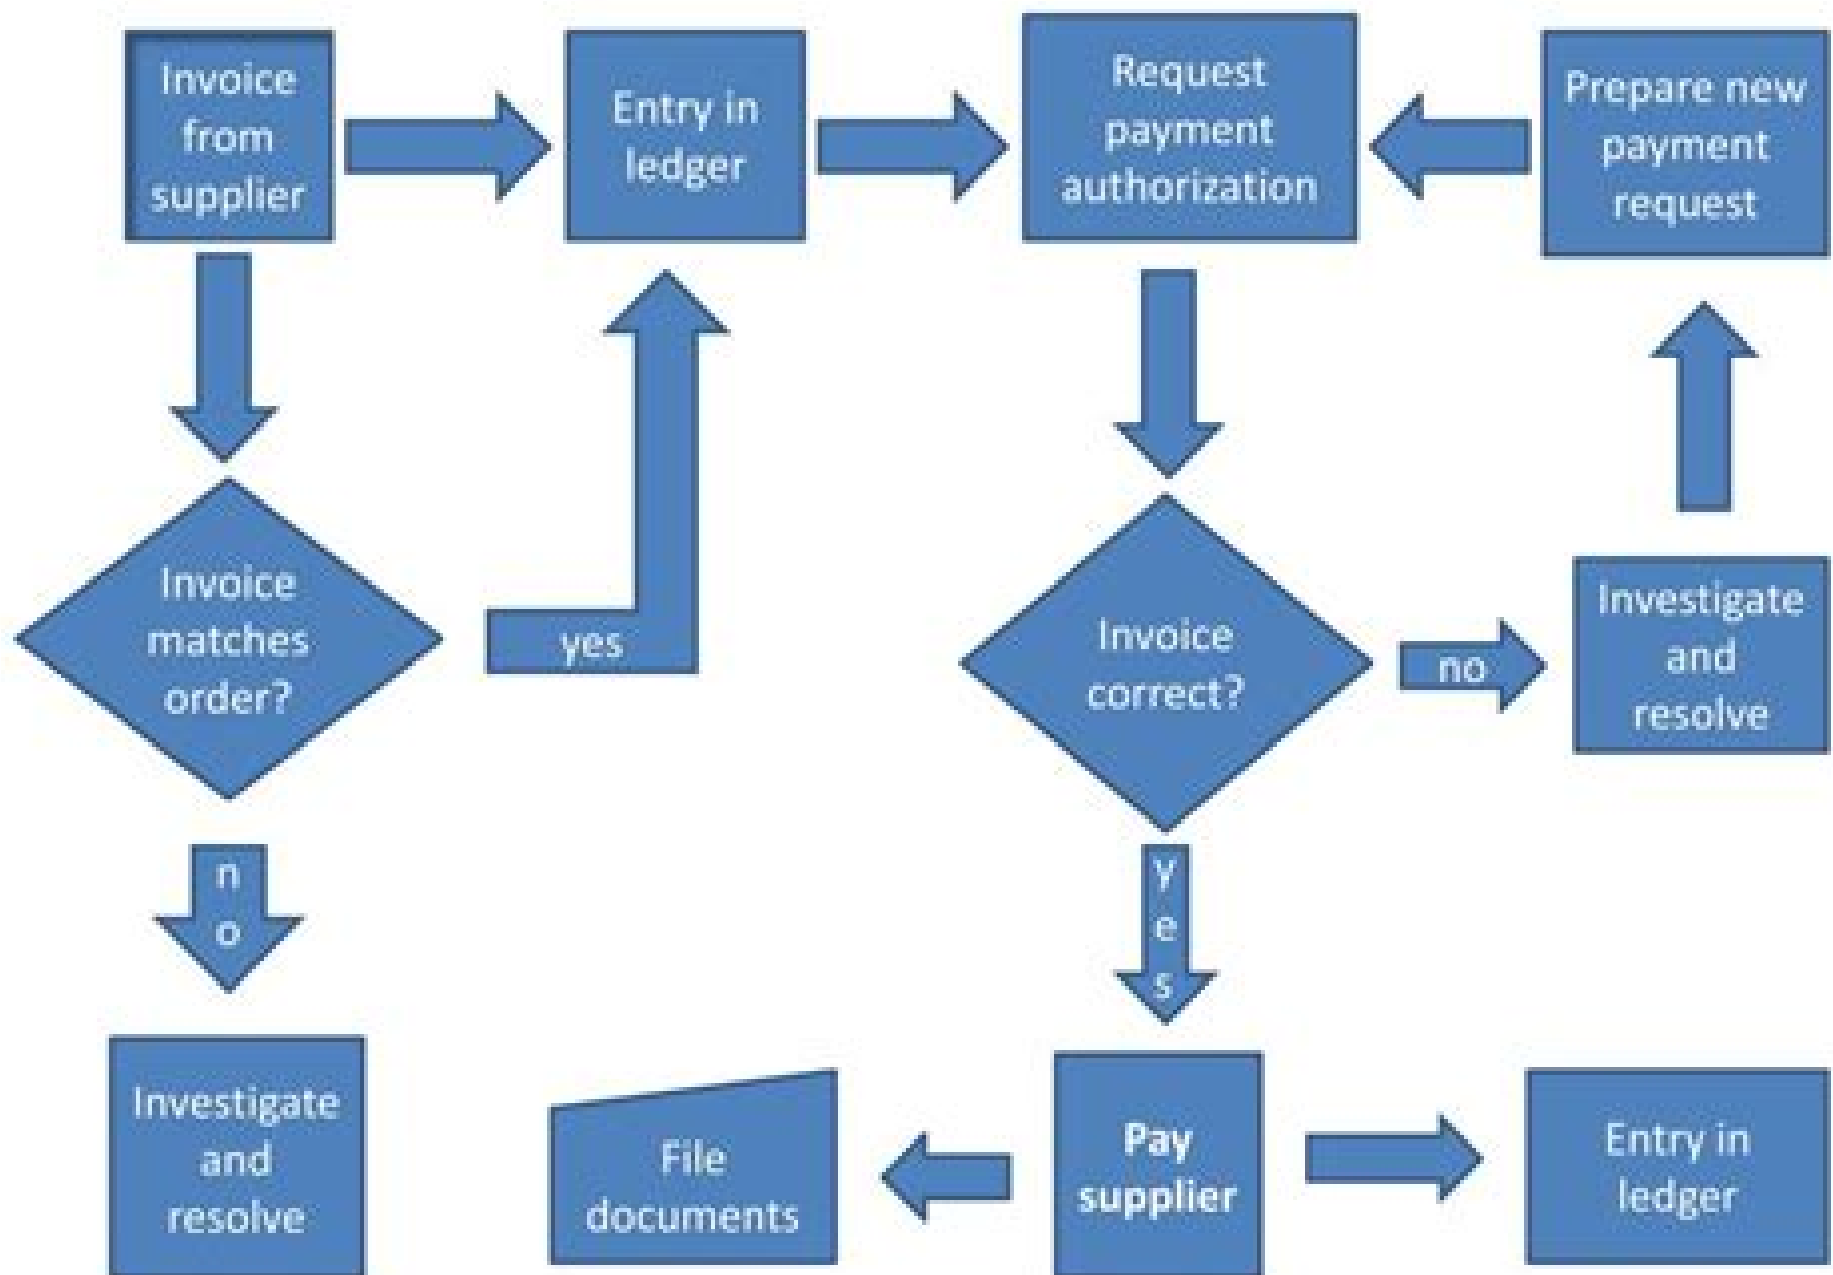 Invoice
from
supplier
Entry in
ledger
Request
payment
authorization
Prepare new
payment
request
Invoice
matches
order?
yes
Invoice
correct?
no
Investigate
and
resolve
n
o
y
e
s
Investigate
and
resolve
File
documents
Pay
supplier
Entry in
ledger